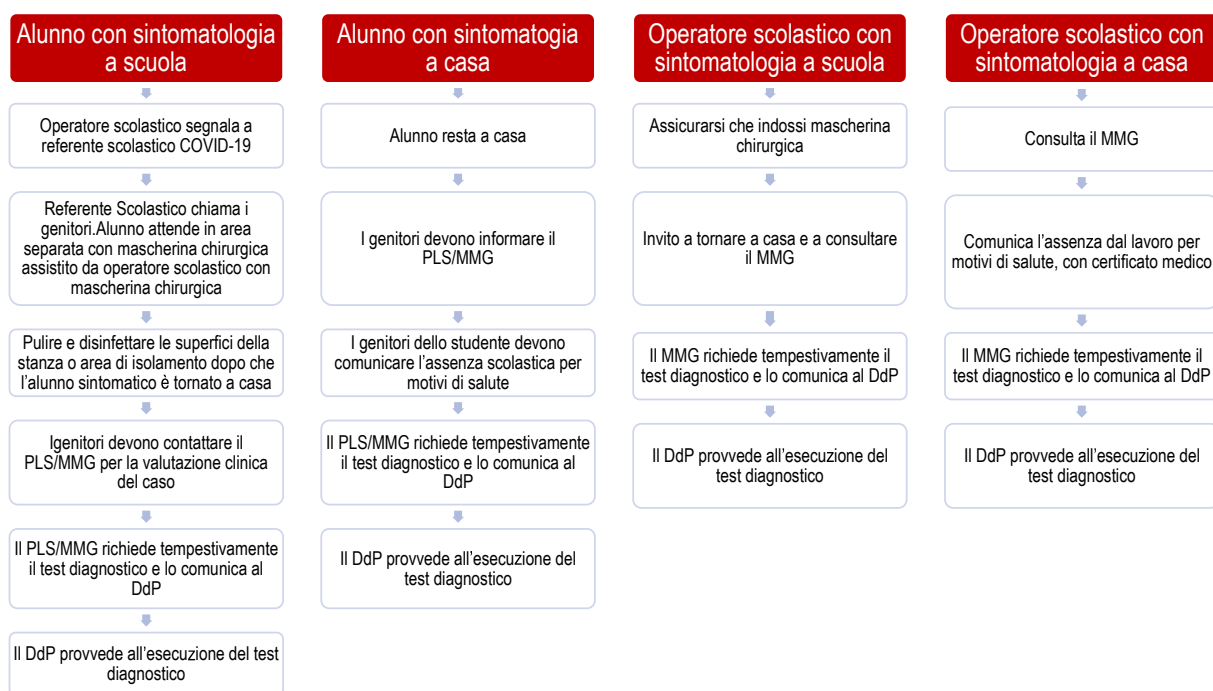 Alunno con sintomatologia
a scuola
Operatore scolastico segnala a
referente scolastico COVID-19
Referente Scolastico chiama i
genitori.Alunno attende in area
separata con mascherina chirurgica
assistito da operatore scolastico con
mascherina chirurgica
Pulire e disinfettare le superfici della
stanza o area di isolamento dopo che
l'alunno sintomatico è tornato a casa
Igenitori devono contattare il
PLS/MMG per la valutazione clinica
del caso
Il PLS/MMG richiede tempestivamente
il test diagnostico e lo comunica al
DdP
Il DdP provvede all'esecuzione del test
diagnostico
Alunno con sintomatogia
a casa
Alunno resta a casa
I genitori devono informare il
PLS/MMG
I genitori dello studente devono
comunicare l'assenza scolastica per
motivi di salute
Il PLS/MMG richiede tempestivamente
il test diagnostico e lo comunica al
DdP
Il DdP provvede all'esecuzione del
test diagnostico
Operatore scolastico con
sintomatologia a scuola
Assicurarsi che indossi mascherina
chirurgica
Invito a tornare a casa e a consultare
il MMG
Il MMG richiede tempestivamente il
test diagnostico e lo comunica al DdP
Il DdP provvede all'esecuzione del
test diagnostico
Operatore scolastico con
sintomatologia a casa
Consulta il MMG
Comunica l'assenza dal lavoro per
motivi di salute, con certificato medico
Il MMG richiede tempestivamente il
test diagnostico e lo comunica al DdP
Il DdP provvede all'esecuzione del
test diagnostico